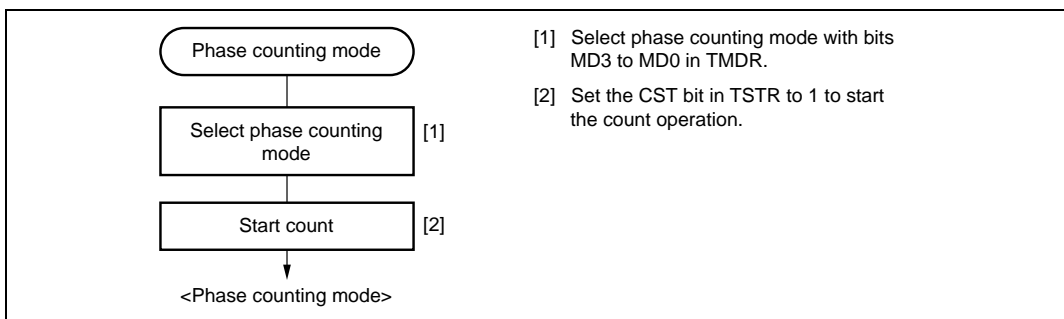 Phase counting mode
Select phase counting
mode
[1]
Start count
[2]
<Phase counting mode>
[1] Select phase counting mode with bits
MD3 to MD0 in TMDR.
[2] Set the CST bit in TSTR to 1 to start
the count operation.